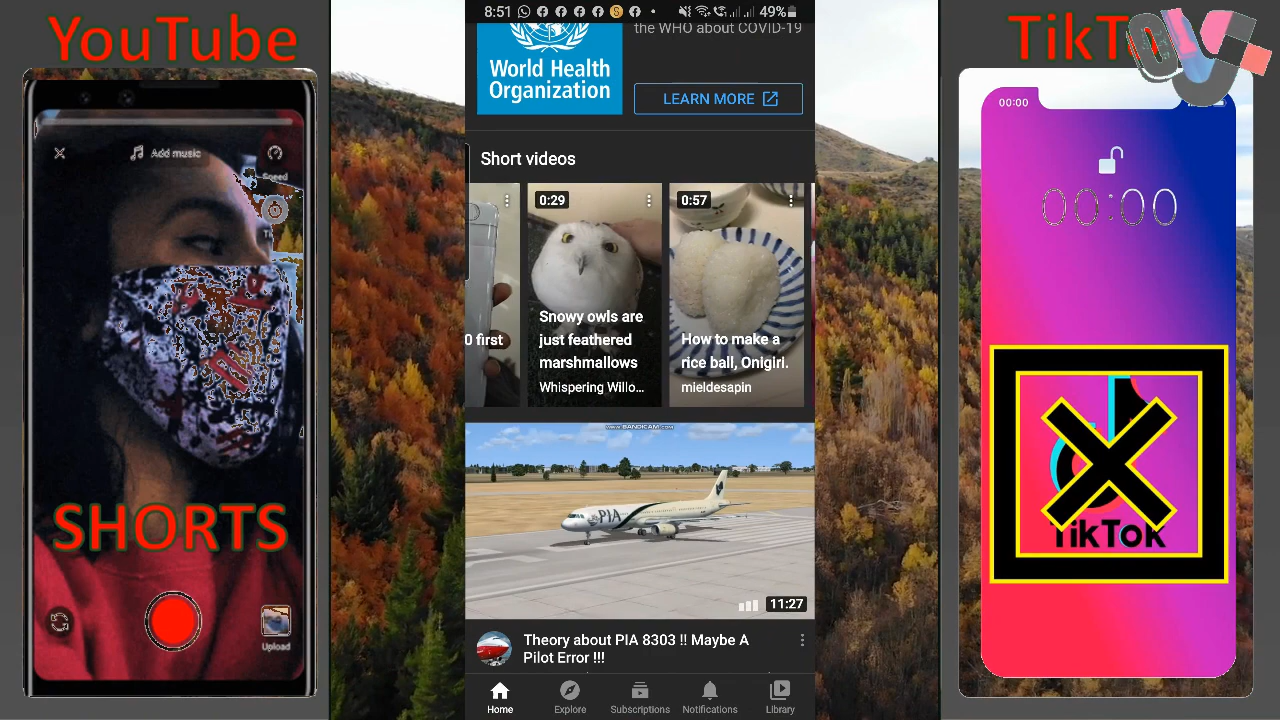 YouTube
Add music
Speed
SHORTS
Upload
8:51
49%
the WHO about COVID-19
World Health
Organization
LEARN MORE
Short videos
0 first
0:29
Snowy owls are
just feathered
marshmallows
Whispering Willo...
0:57
How to make a
rice ball, Onigiri.
mieldesapin
WWW.BANDICAM.COM
PIA
11:27
Theory about PIA 8303 !! Maybe A
Pilot Error !!!
Home
Explore
Subscriptions
Notifications
Library
00:00
00:00
TikTok